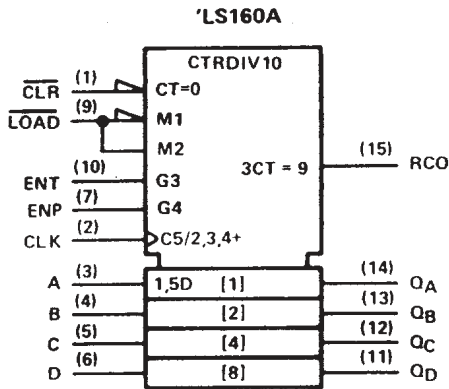 'LS160A
CTRDIV10
CLR (1) CT=0
LOAD (9) M1
M2
3CT = 9 (15) RCO
ENT (10) G3
ENP (7) G4
CLK (2) C5/2,3,4+
A (3) 1,5D [1] (14) QA
B (4) [2] (13) QB
C (5) [4] (12) QC
D (6) [8] (11) QD